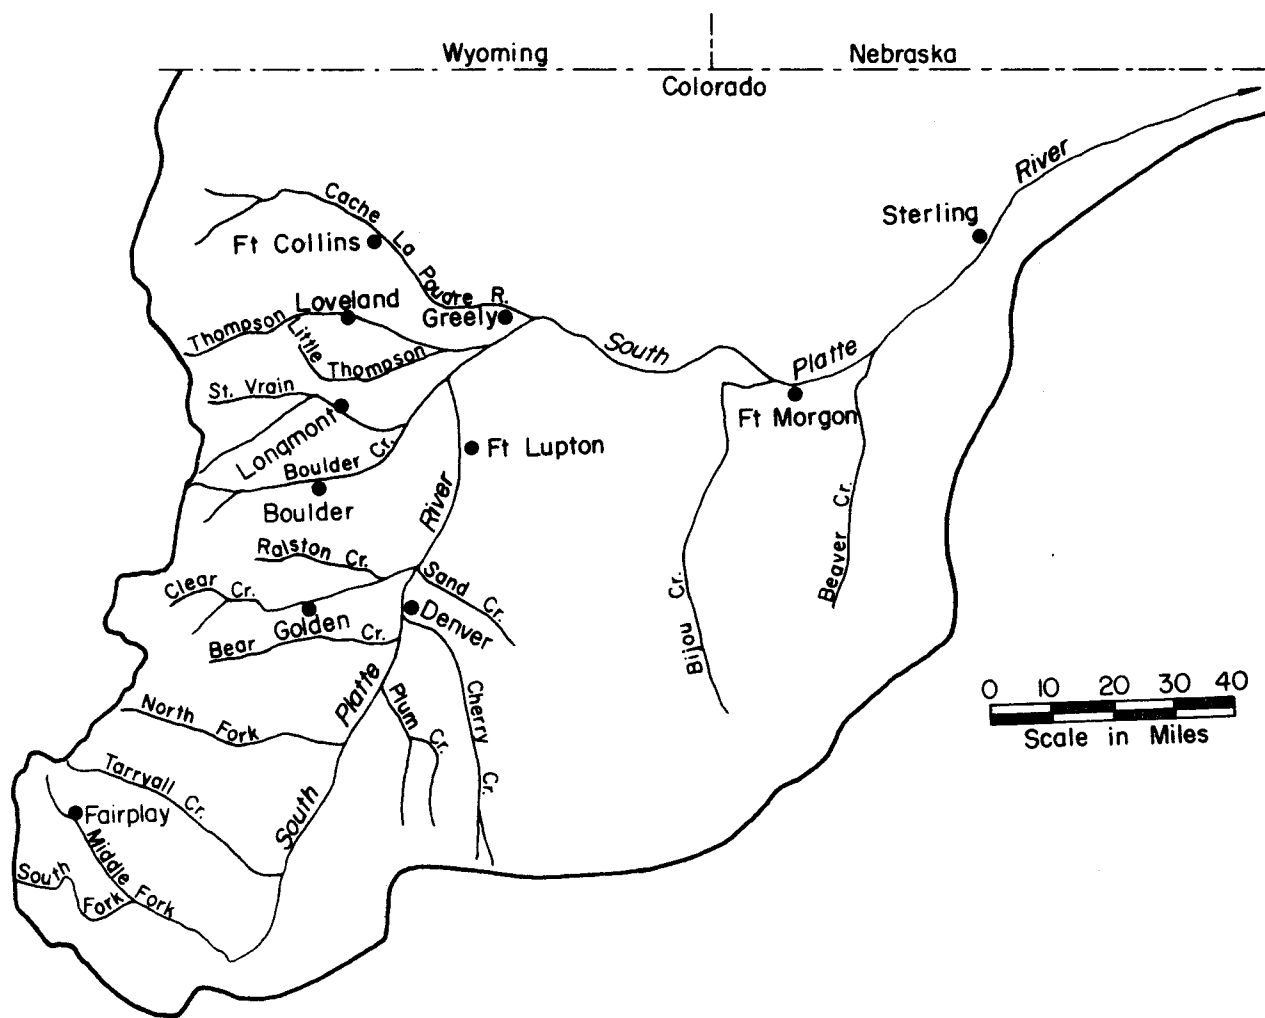 Wyoming
Nebraska
Colorado
River
Cache La Poudre R.
Sterling
Ft Collins
Loveland
Greely
Thompson
Little Thompson
South
Platte
St. Vrain
Longmont
Ft Morgon
Boulder Cr.
Ft Lupton
Boulder
River
Ralston Cr.
Sand Cr.
Clear Cr.
Golden
Denver
Beaver Cr.
Bijou Cr.
Bear Cr.
Platte
Plum Cr.
Cherry Cr.
North Fork
0 10 20 30 40
Scale in Miles
Tarryall Cr.
South
Fairplay
Middle Fork
South Fork